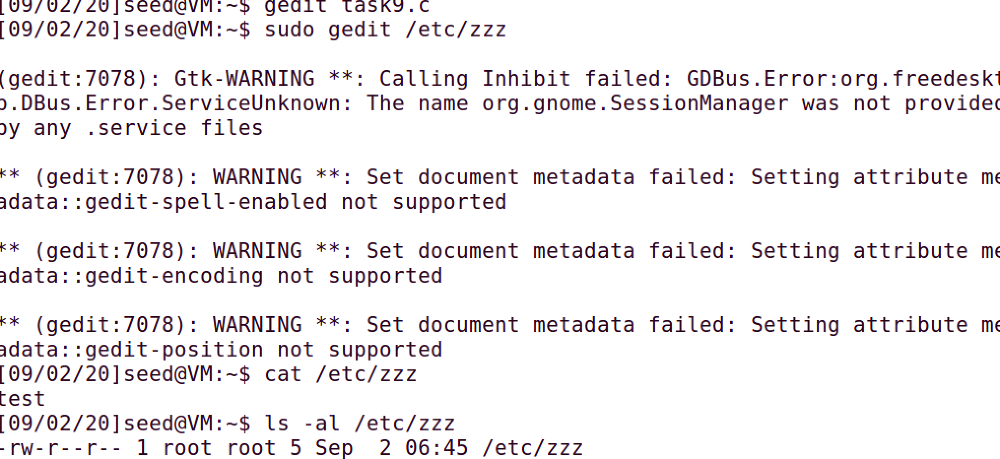 [09/02/20]seed@VM:~$ gedit task9.c
[09/02/20]seed@VM:~$ sudo gedit /etc/zzz
(gedit:7078): Gtk-WARNING **: Calling Inhibit failed: GDBus.Error:org.freedeskt
p.DBus.Error.ServiceUnknown: The name org.gnome.SessionManager was not provided
by any .service files
** (gedit:7078): WARNING **: Set document metadata failed: Setting attribute me
adata::gedit-spell-enabled not supported
** (gedit:7078): WARNING **: Set document metadata failed: Setting attribute me
adata::gedit-encoding not supported
** (gedit:7078): WARNING **: Set document metadata failed: Setting attribute me
adata::gedit-position not supported
[09/02/20]seed@VM:~$ cat /etc/zzz
test
[09/02/20]seed@VM:~$ ls -al /etc/zzz
-rw-r--r-- 1 root root 5 Sep  2 06:45 /etc/zzz